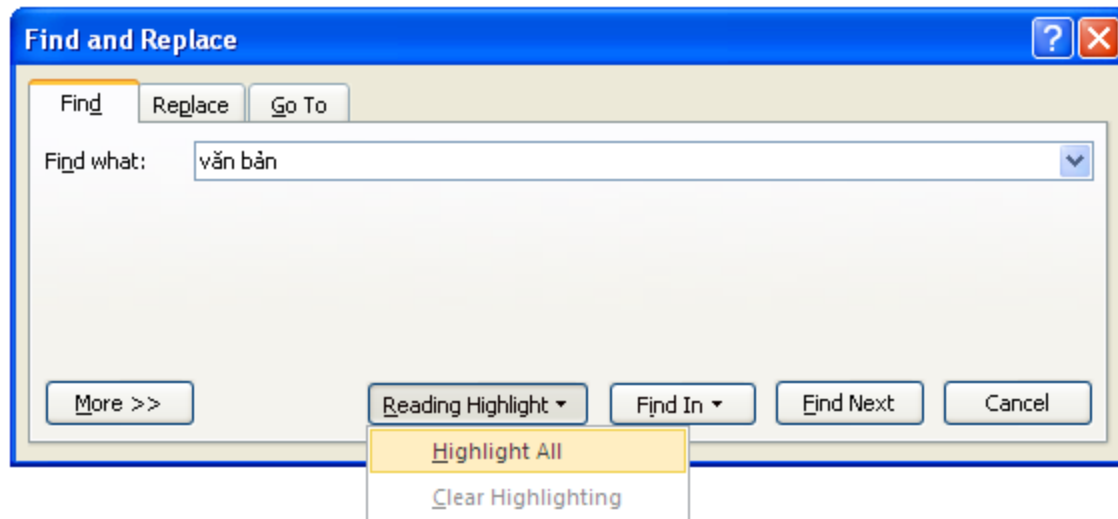 Find and Replace
Find Replace Go To
Find what: văn bản
More >> Reading Highlight Find In Find Next Cancel
Highlight All
Clear Highlighting